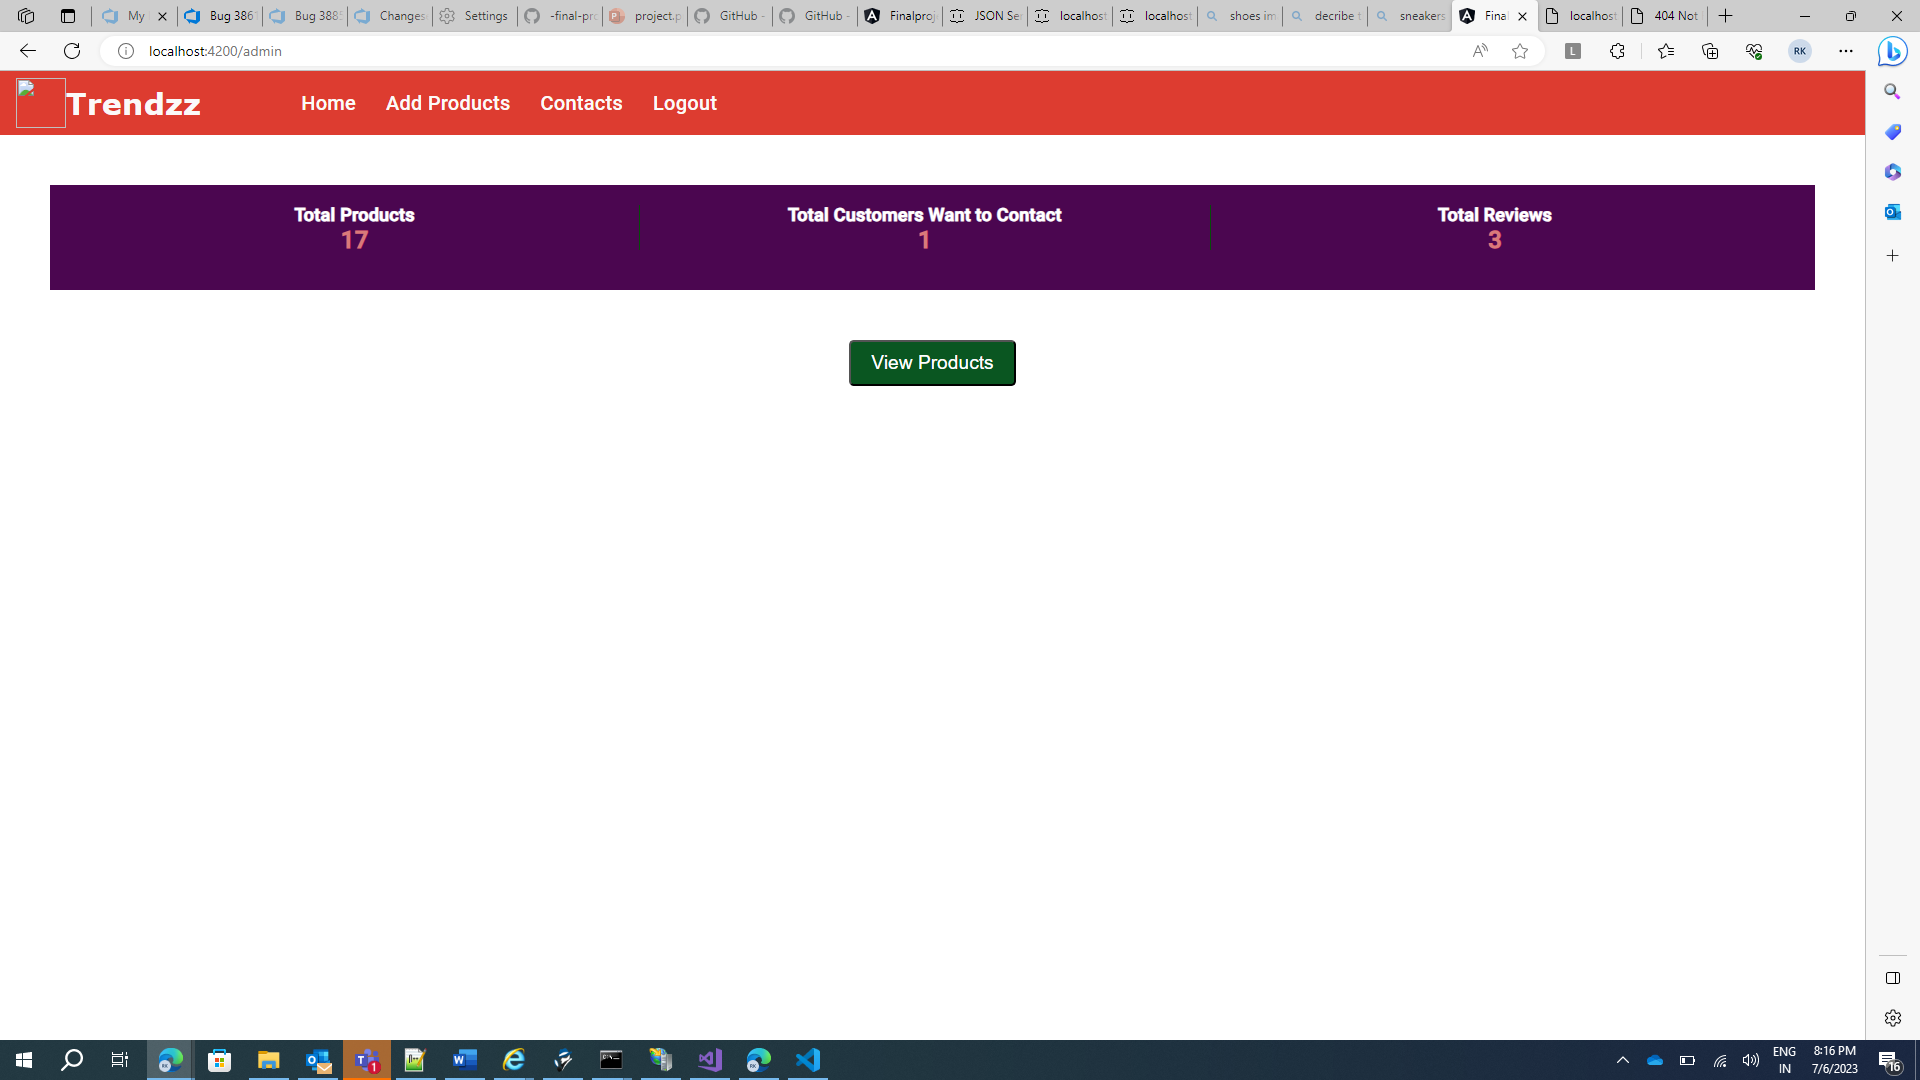 My
Bug 386
Bug 388
Changes
Settings
-final-pro
project.p
GitHub -
GitHub -
Finalproj
JSON Se
localhost
localhost
shoes im
decribe t
sneakers
Final
localhost
404 Not
localhost:4200/admin
L
RK
Trendzz
Home
Add Products
Contacts
Logout
Total Products
17
Total Customers Want to Contact
1
Total Reviews
3
View Products
1
ENG
IN
8:16 PM
7/6/2023
16